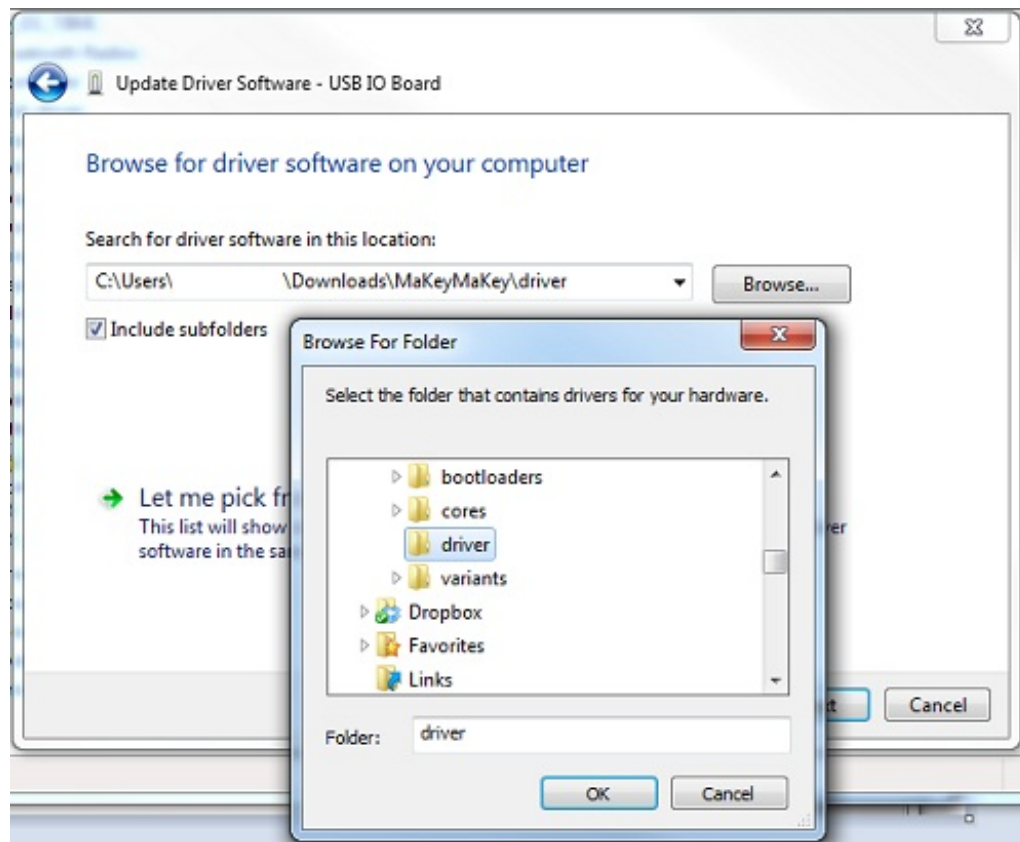 Update Driver Software - USB IO Board
Browse for driver software on your computer
Search for driver software in this location:
C:\Users\ \Downloads\MaKeyMaKey\driver
Browse...
Include subfolders
Browse For Folder
Select the folder that contains drivers for your hardware.
bootloaders
cores
driver
variants
Dropbox
Favorites
Links
Folder: driver
OK Cancel
Let me pick
This list will show
software in the
Cancel